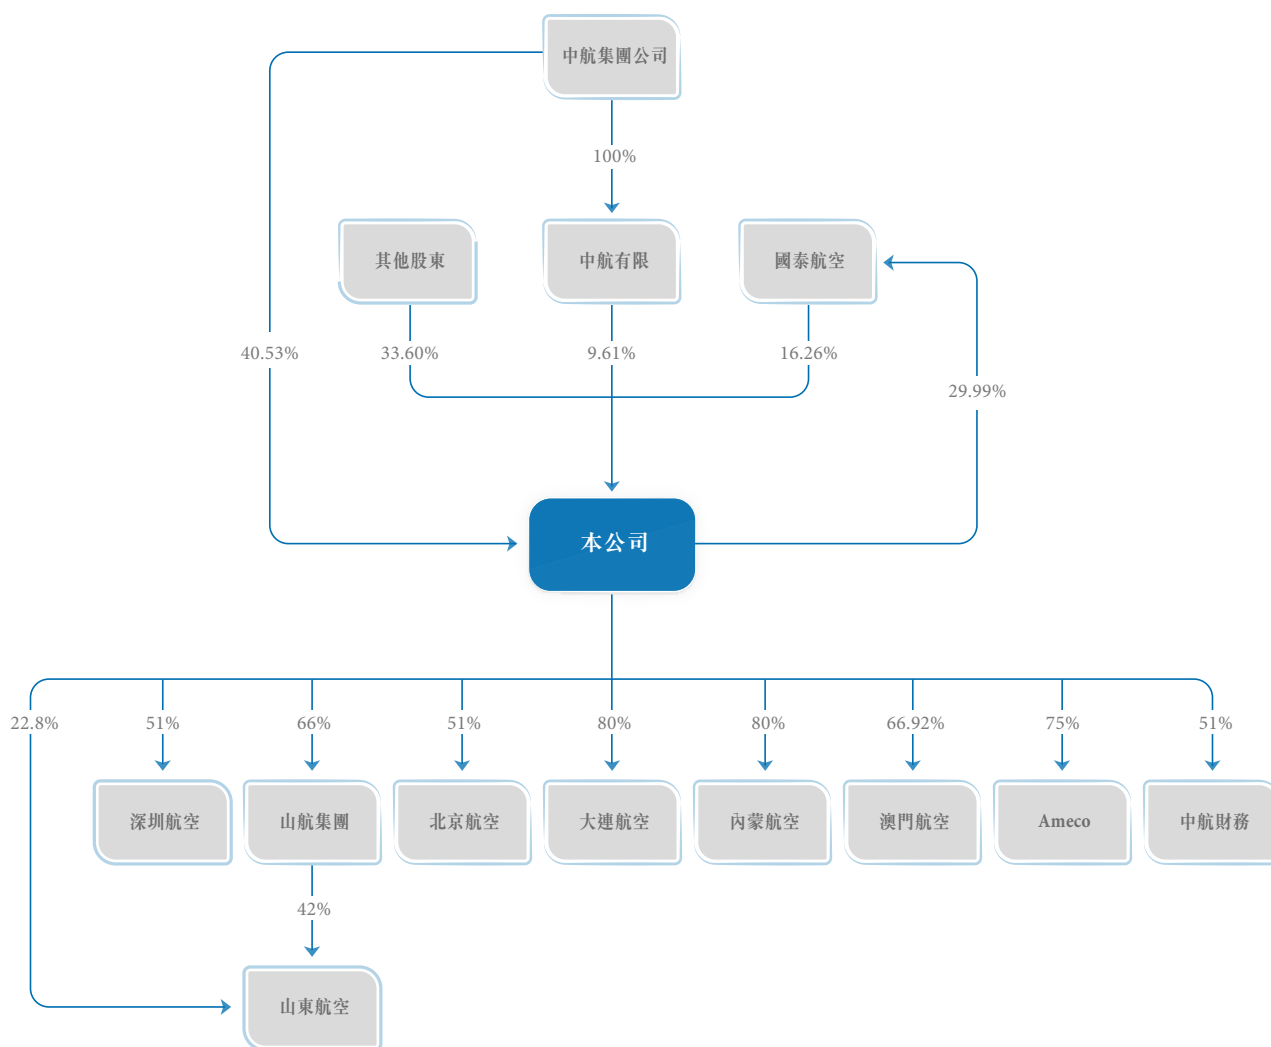 中航集團公司
100%
其他股東
中航有限
國泰航空
40.53%
33.60%
9.61%
16.26%
29.99%
本公司
22.8%
51%
66%
51%
80%
80%
66.92%
75%
51%
深圳航空
山航集團
北京航空
大連航空
內蒙航空
澳門航空
Ameco
中航財務
42%
山東航空